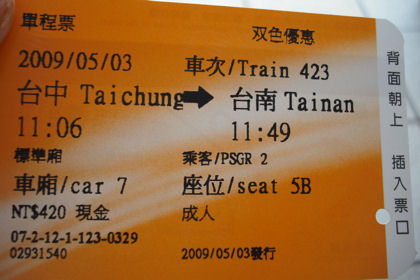 單程票 双色優惠
2009/05/03 車次/Train 423
台中 Taichung → 台南 Tainan
11:06 11:49
標準廂 乘客/PSGR 2
車廂/car 7 座位/seat 5B
NT$420 現金 成人
07-2-12-1-123-0329
02931540 2009/05/03發行
背面朝上 插入票口